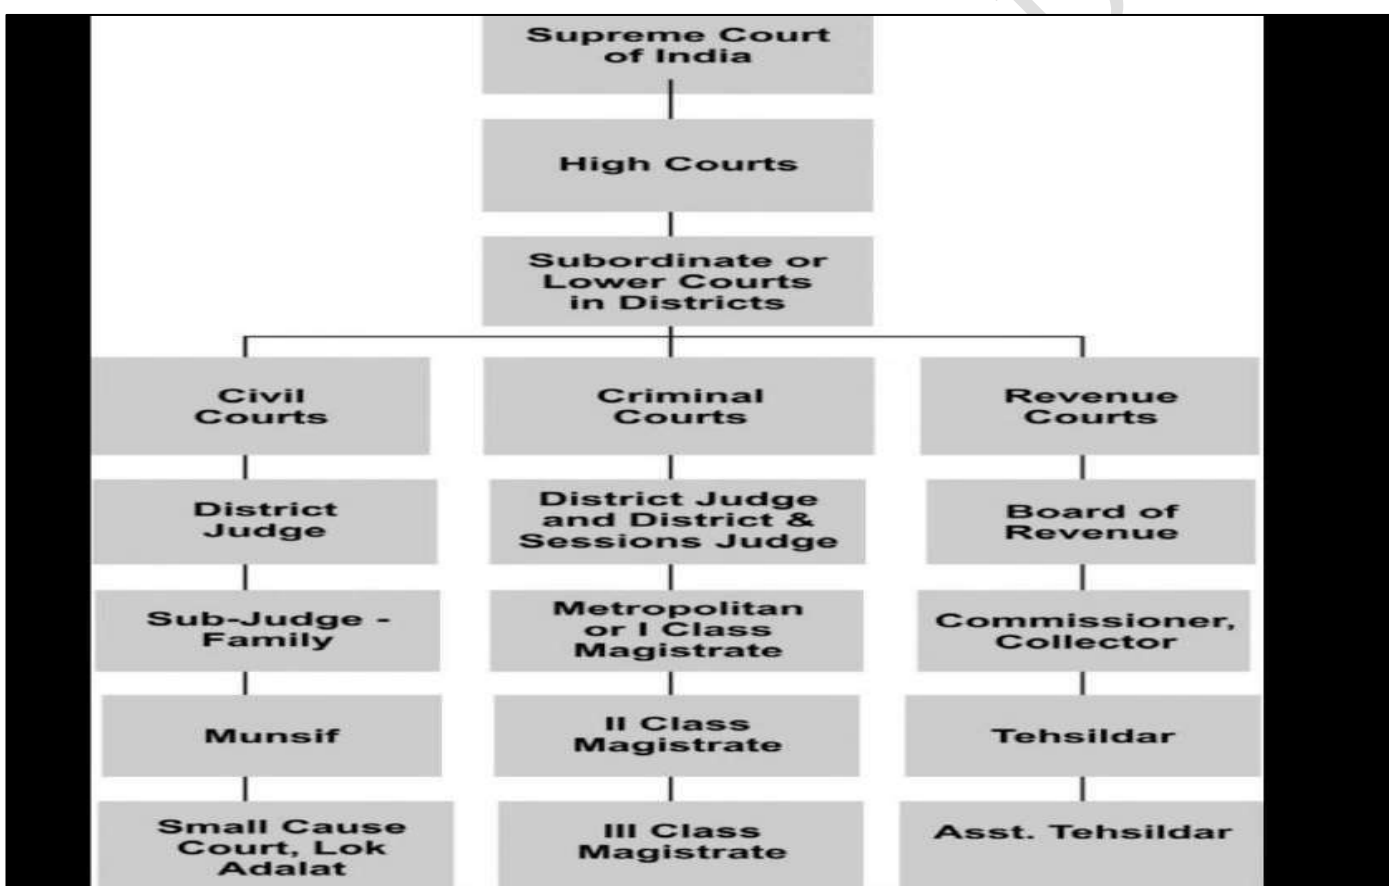 Supreme Court
of India
High Courts
Subordinate or
Lower Courts
in Districts
Civil
Courts
Criminal
Courts
Revenue
Courts
District
Judge
District Judge
and District &
Sessions Judge
Board of
Revenue
Sub-Judge -
Family
Metropolitan
or I Class
Magistrate
Commissioner,
Collector
Munsif
II Class
Magistrate
Tehsildar
Small Cause
Court, Lok
Adalat
III Class
Magistrate
Asst. Tehsildar